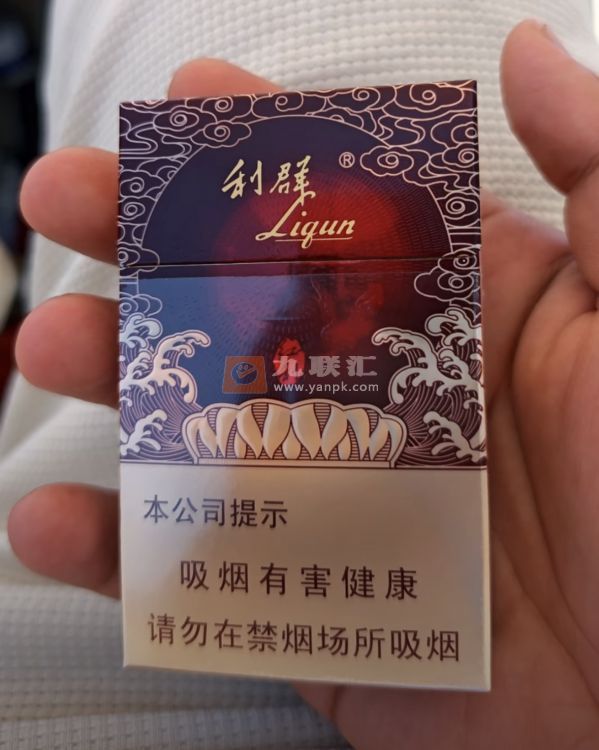 利群®
Liqun
九联汇
www.yanpk.com
本公司提示
吸烟有害健康
请勿在禁烟场所吸烟